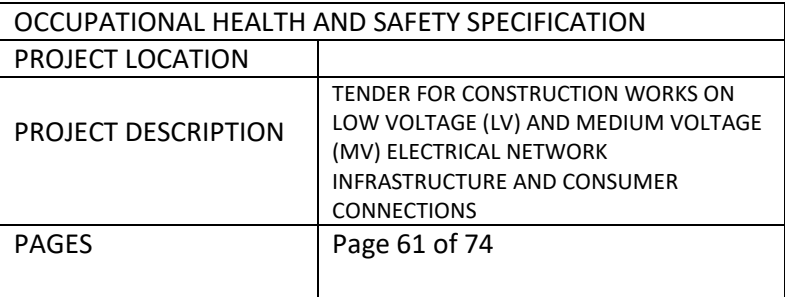 OCCUPATIONAL HEALTH AND SAFETY SPECIFICATION
PROJECT LOCATION
PROJECT DESCRIPTION
TENDER FOR CONSTRUCTION WORKS ON
LOW VOLTAGE (LV) AND MEDIUM VOLTAGE
(MV) ELECTRICAL NETWORK
INFRASTRUCTURE AND CONSUMER
CONNECTIONS
PAGES
Page 61 of 74